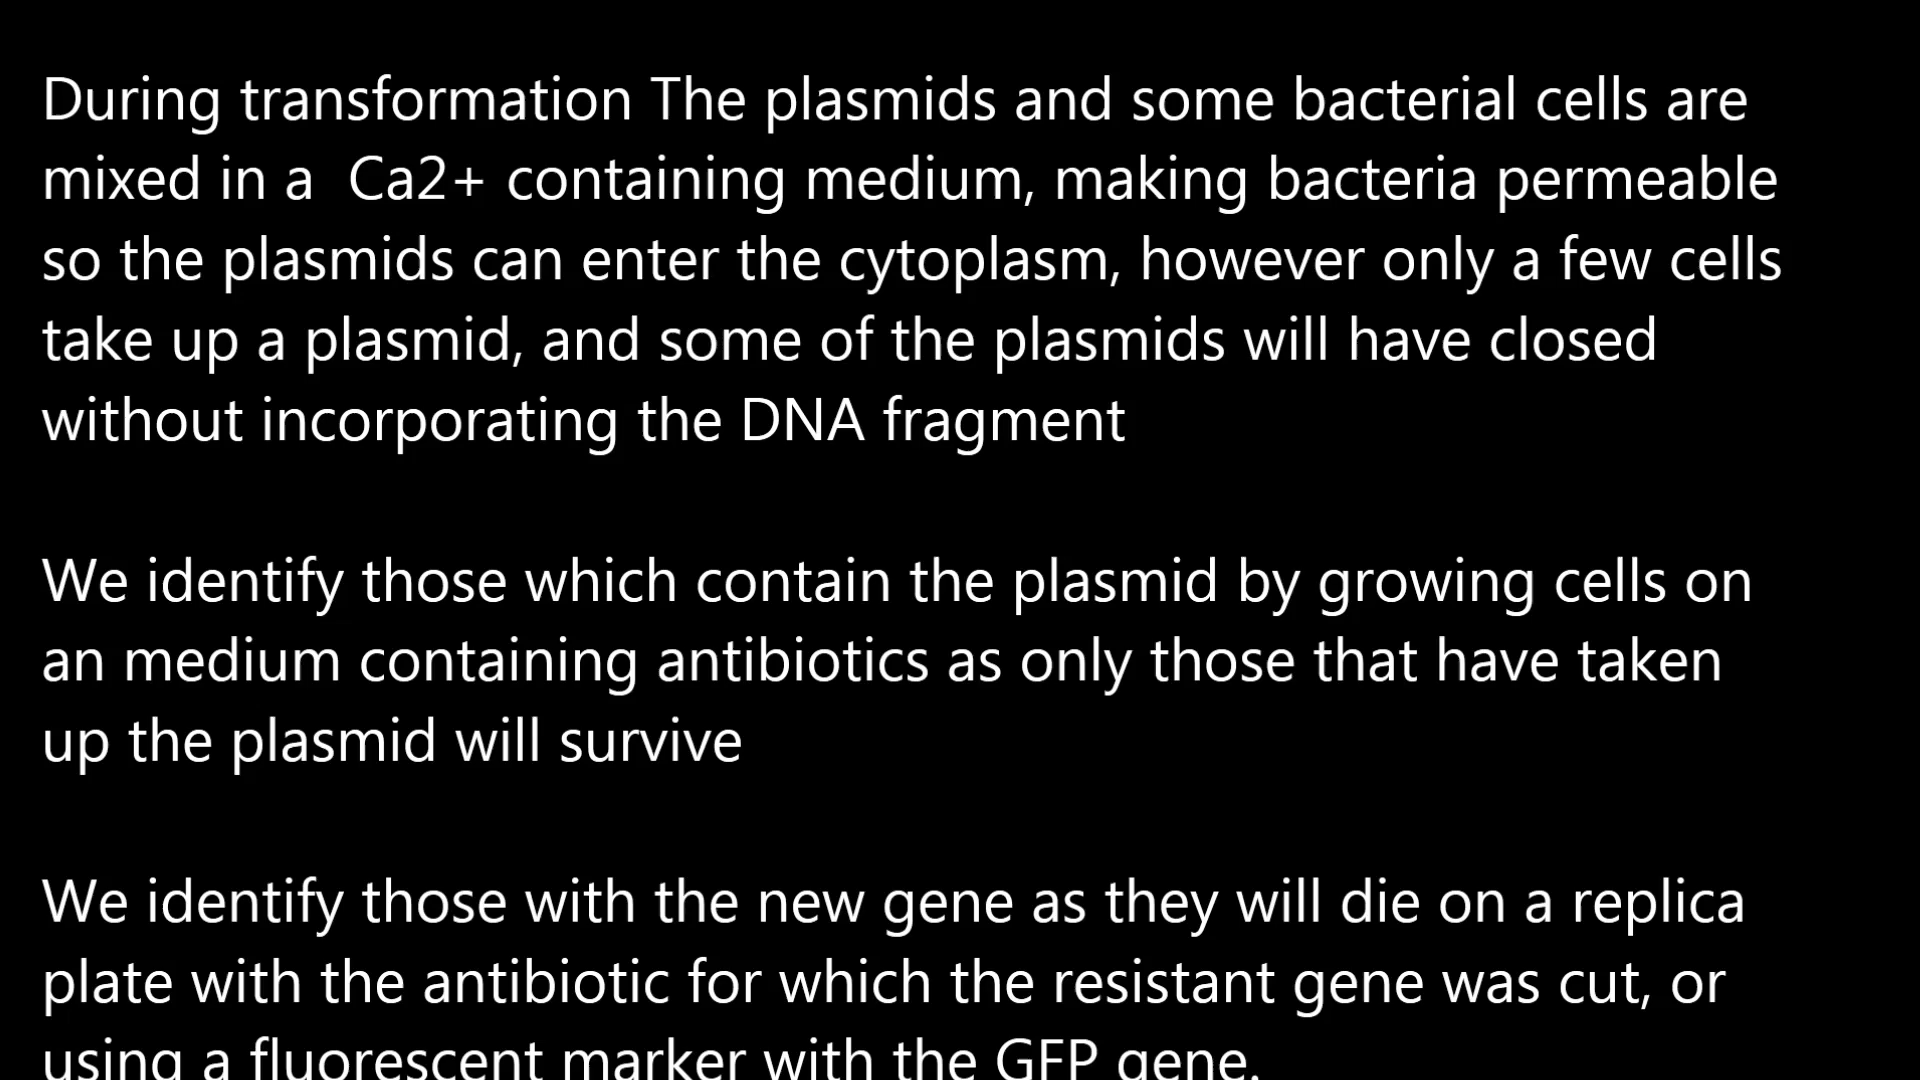 During transformation The plasmids and some bacterial cells are
mixed in a  Ca2+ containing medium, making bacteria permeable
so the plasmids can enter the cytoplasm, however only a few cells
take up a plasmid, and some of the plasmids will have closed
without incorporating the DNA fragment
We identify those which contain the plasmid by growing cells on
an medium containing antibiotics as only those that have taken
up the plasmid will survive
We identify those with the new gene as they will die on a replica
plate with the antibiotic for which the resistant gene was cut, or
using a fluorescent marker with the GFP gene.